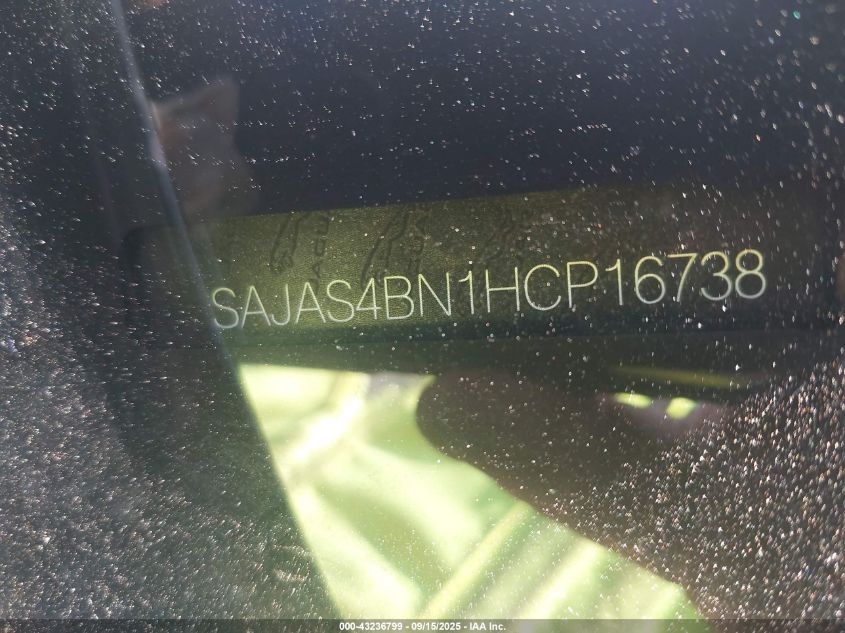 SAJAS4BN1HCP16738
000-43236799 - 09/15/2025 - IAA Inc.